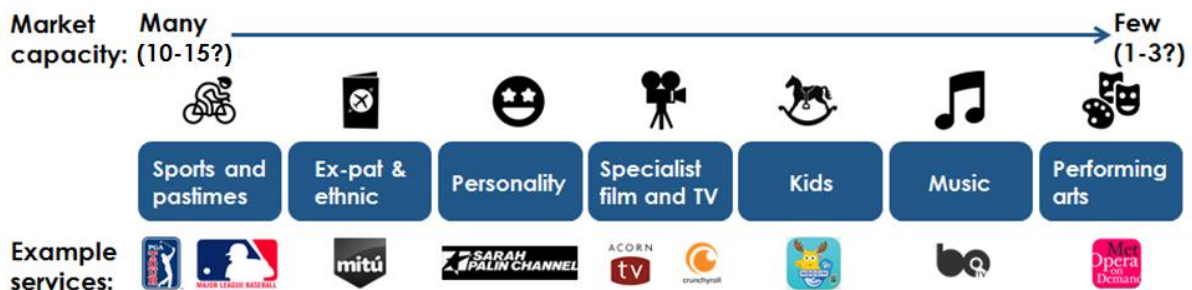 Market capacity:
Many (10-15?)
Few (1-3?)
Sports and pastimes
Ex-pat & ethnic
Personality
Specialist film and TV
Kids
Music
Performing arts
Example services:
PGA TOUR
MAJOR LEAGUE BASEBALL
mitú
SARAH PALIN CHANNEL
ACORN tv
crunchyroll
TV
Met Opera on Demand